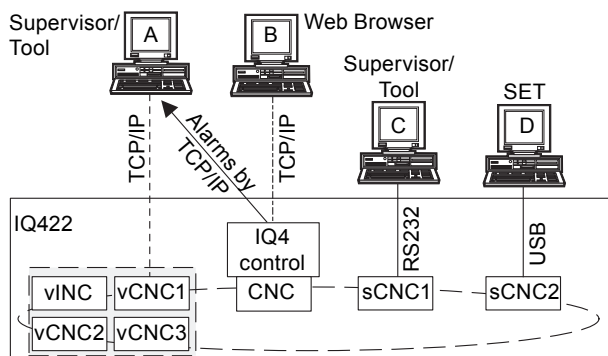 Supervisor/
Tool
A
B
Web Browser
Supervisor/
Tool
C
SET
D
TCP/IP
Alarms by
TCP/IP
TCP/IP
RS232
USB
IQ422
IQ4
control
CNC
vINC
vCNC1
vCNC2
vCNC3
sCNC1
sCNC2